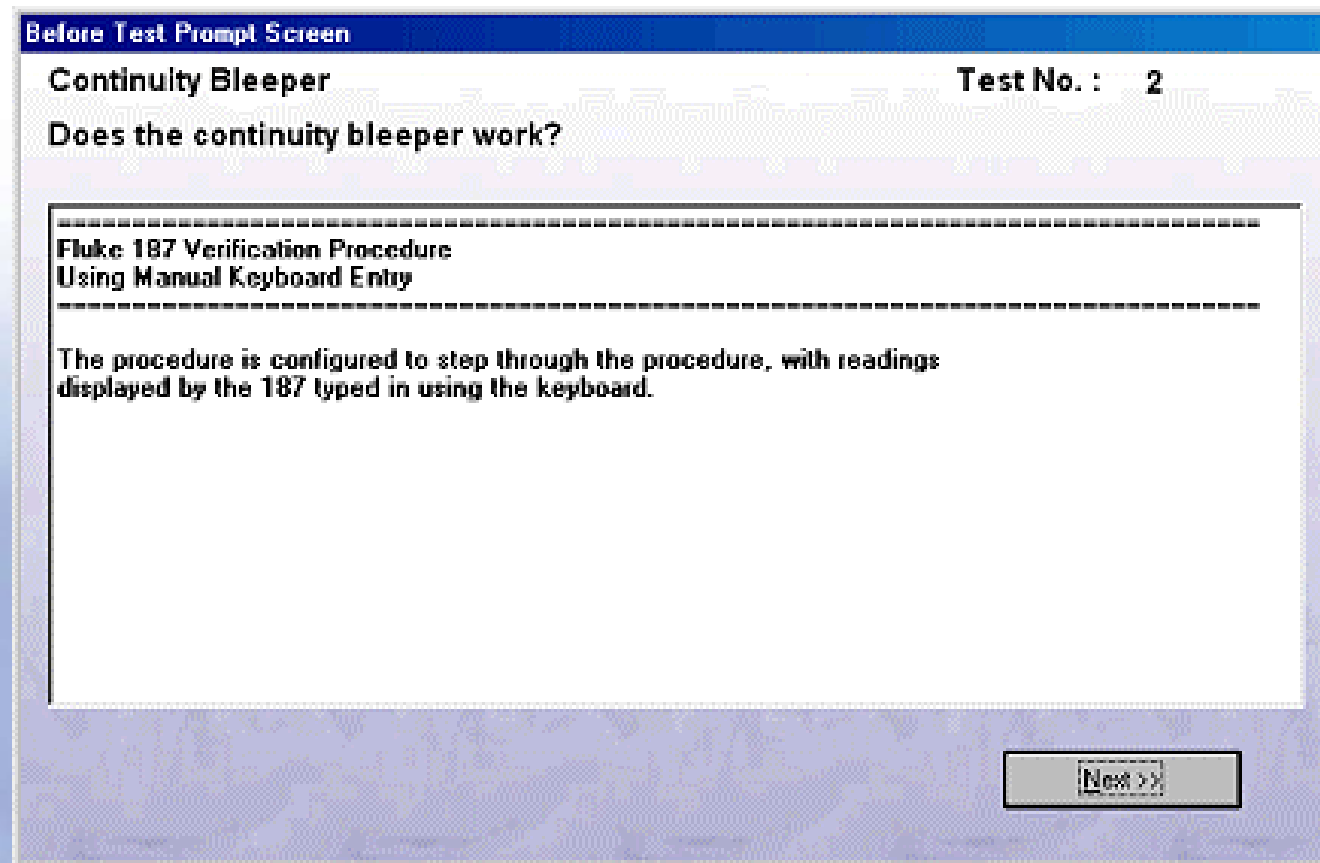 Before Test Prompt Screen
Continuity Bleeper Test No. : 2
Does the continuity bleeper work?
================================================================================
Fluke 187 Verification Procedure
Using Manual Keyboard Entry
================================================================================
The procedure is configured to step through the procedure, with readings
displayed by the 187 typed in using the keyboard.
Next >>